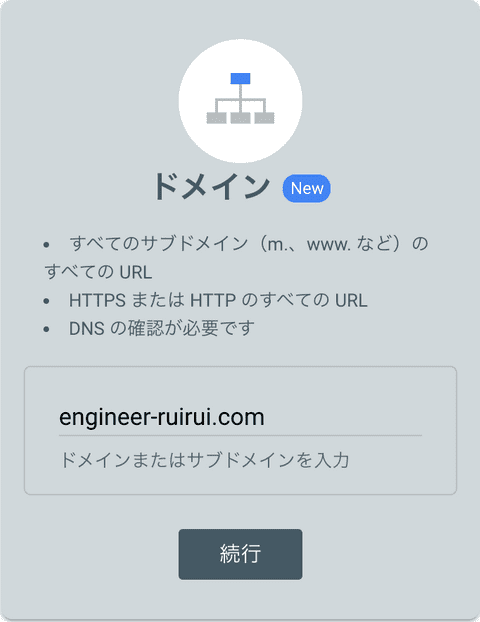 ドメイン New
• すべてのサブドメイン（m.、www. など）の
すべての URL
• HTTPS または HTTP のすべての URL
• DNS の確認が必要です
engineer-ruirui.com
ドメインまたはサブドメインを入力
続行